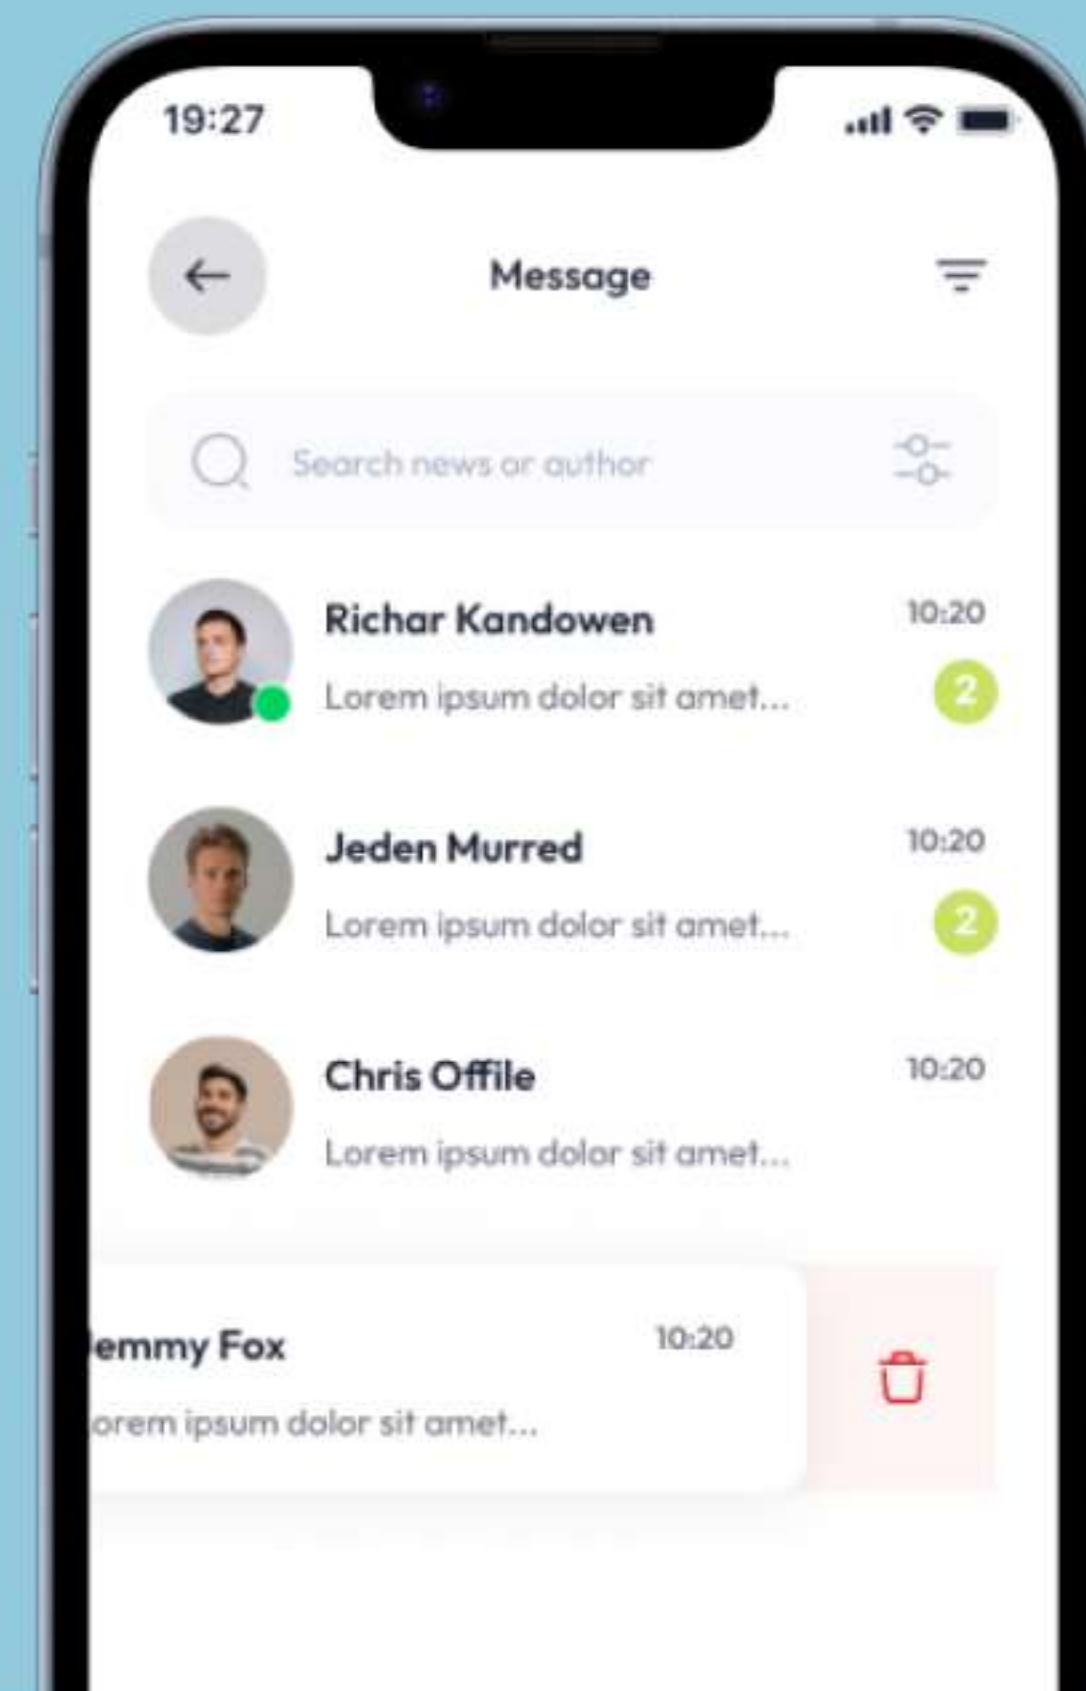 19:27
Message
Search news or author
Richar Kandowen
10:20
Lorem ipsum dolor sit amet...
2
Jeden Murred
10:20
Lorem ipsum dolor sit amet...
2
Chris Offile
10:20
Lorem ipsum dolor sit amet...
Jemmy Fox
10:20
orem ipsum dolor sit amet...